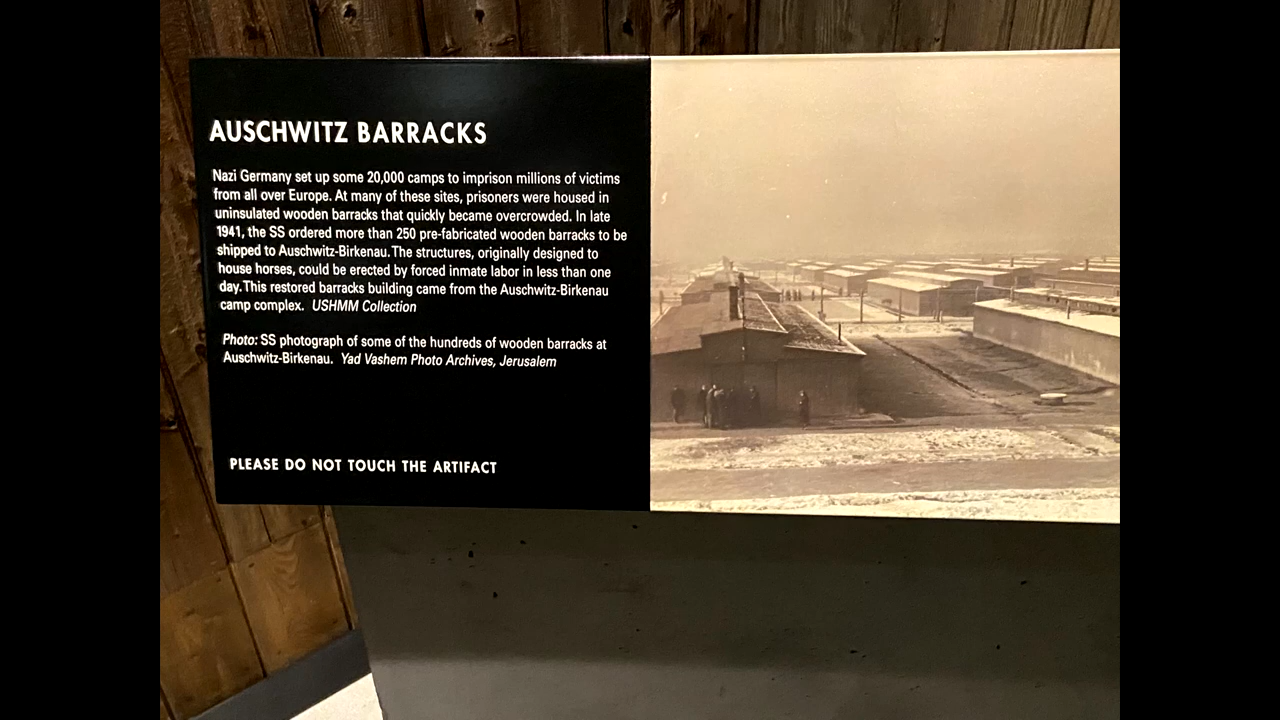 AUSCHWITZ BARRACKS
Nazi Germany set up some 20,000 camps to imprison millions of victims
from all over Europe. At many of these sites, prisoners were housed in
uninsulated wooden barracks that quickly became overcrowded. In late
1941, the SS ordered more than 250 pre-fabricated wooden barracks to be
shipped to Auschwitz-Birkenau. The structures, originally designed to
house horses, could be erected by forced inmate labor in less than one
day. This restored barracks building came from the Auschwitz-Birkenau
camp complex. USHMM Collection
Photo: SS photograph of some of the hundreds of wooden barracks at
Auschwitz-Birkenau. Yad Vashem Photo Archives, Jerusalem
PLEASE DO NOT TOUCH THE ARTIFACT